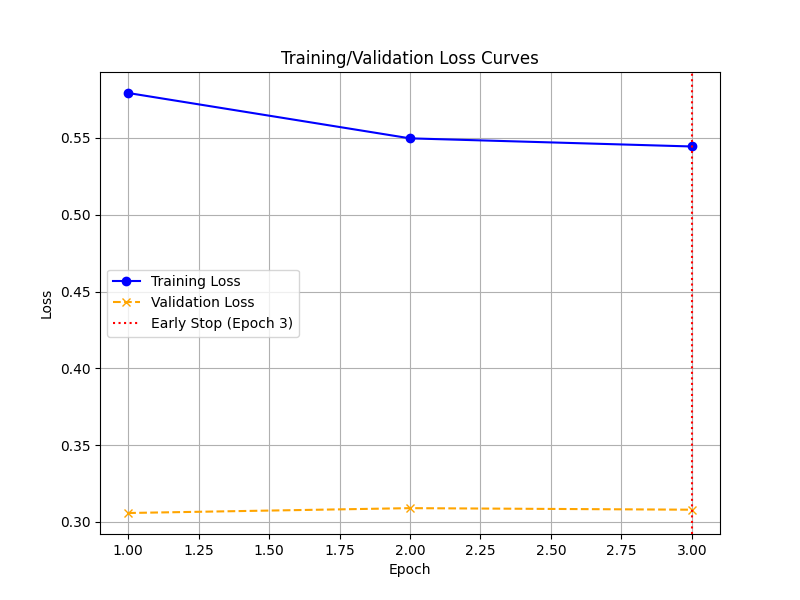 Training/Validation Loss Curves
0.55
0.50
0.45
0.40
0.35
0.30
Loss
Training Loss
Validation Loss
Early Stop (Epoch 3)
1.00 1.25 1.50 1.75 2.00 2.25 2.50 2.75 3.00
Epoch